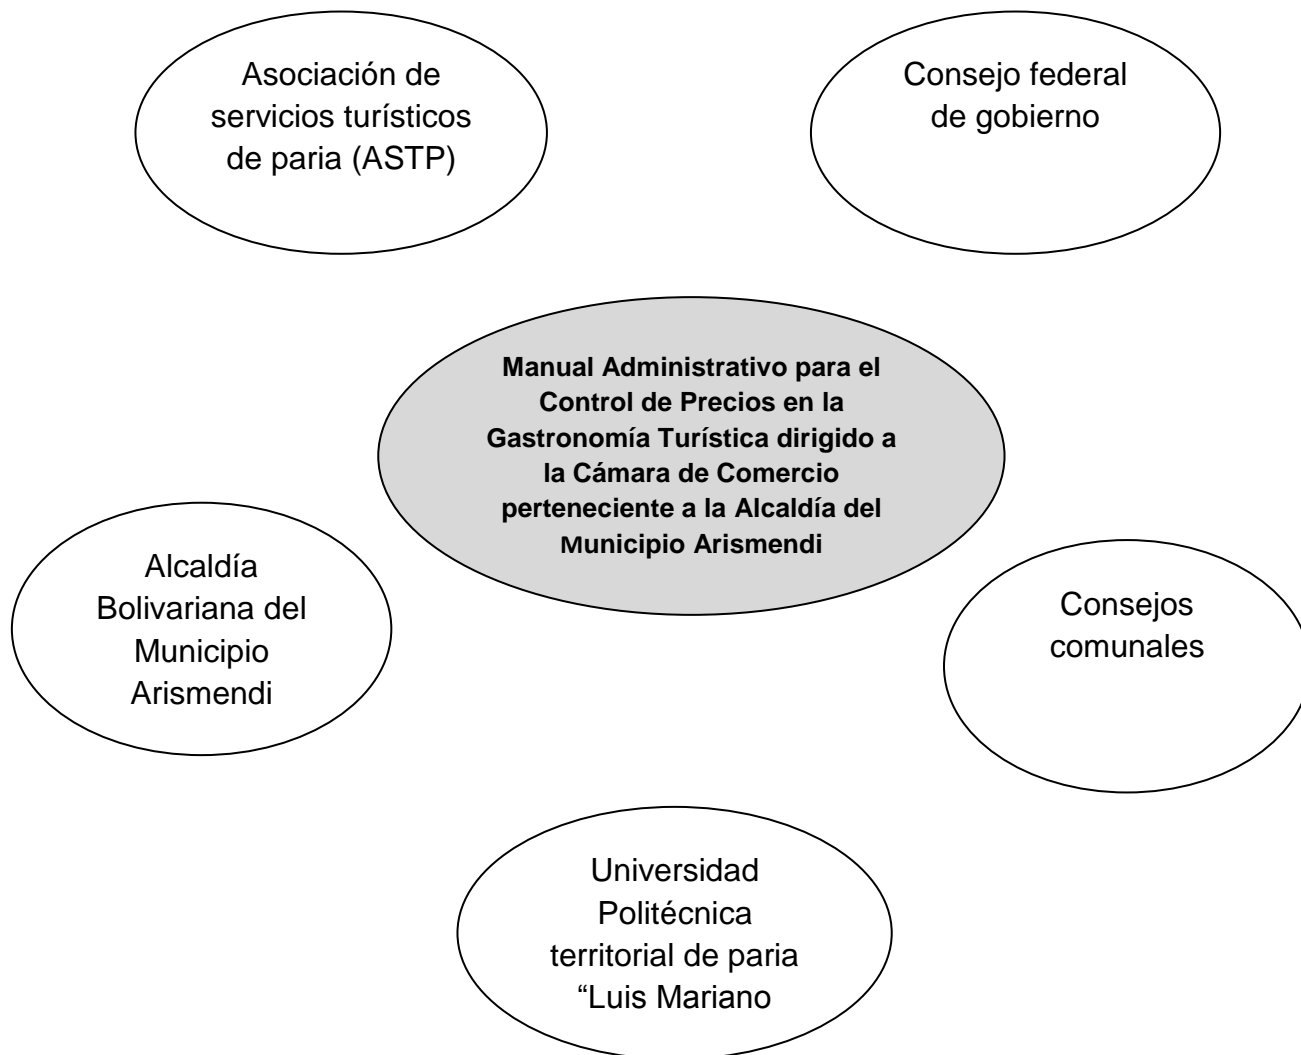 Asociación de
servicios turísticos
de paria (ASTP)
Consejo federal
de gobierno
Manual Administrativo para el
Control de Precios en la
Gastronomía Turística dirigido a
la Cámara de Comercio
perteneciente a la Alcaldía del
Municipio Arismendi
Alcaldía
Bolivariana del
Municipio
Arismendi
Consejos
comunales
Universidad
Politécnica
territorial de paria
“Luis Mariano